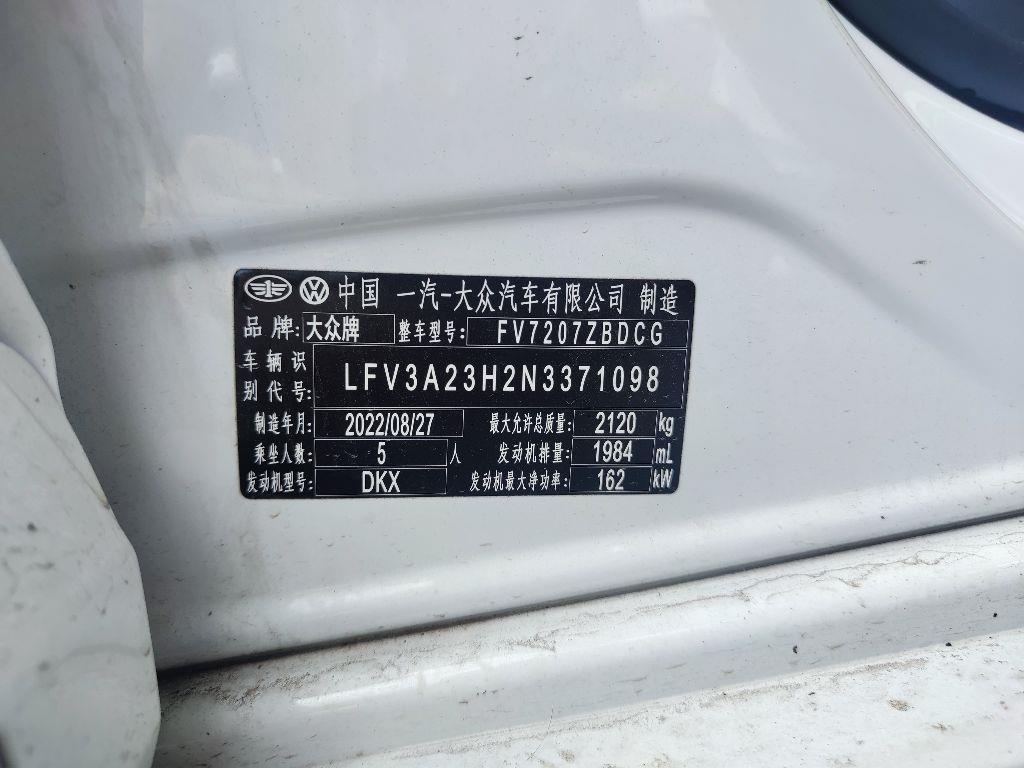 中国 一汽-大众汽车有限公司 制造
品牌: 大众牌 整车型号: FV7207ZBDCG
车辆识别代号: LFV3A23H2N3371098
制造年月: 2022/08/27 最大允许总质量: 2120 kg
乘坐人数: 5 人 发动机排量: 1984 mL
发动机型号: DKX 发动机最大净功率: 162 kW